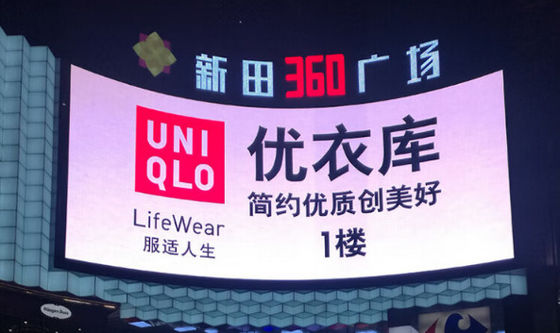 新田360广场
UNI
QLO
LifeWear
服适人生
优衣库
简约优质创美好
1楼